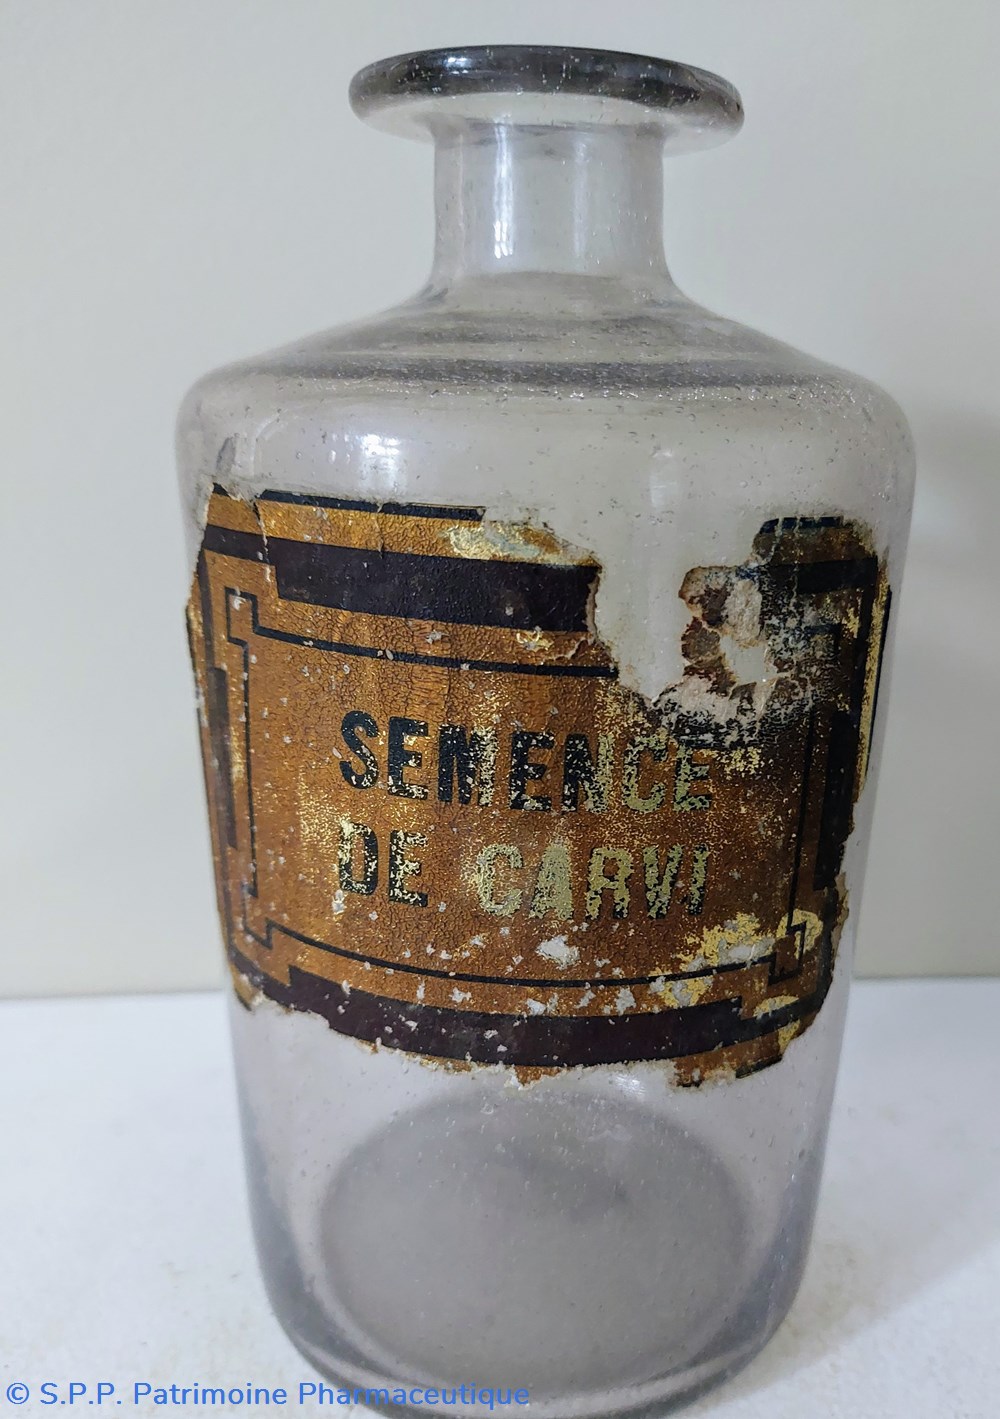 SEMENCE
DE CARVI
© S.P.P. Patrimoine Pharmaceutique